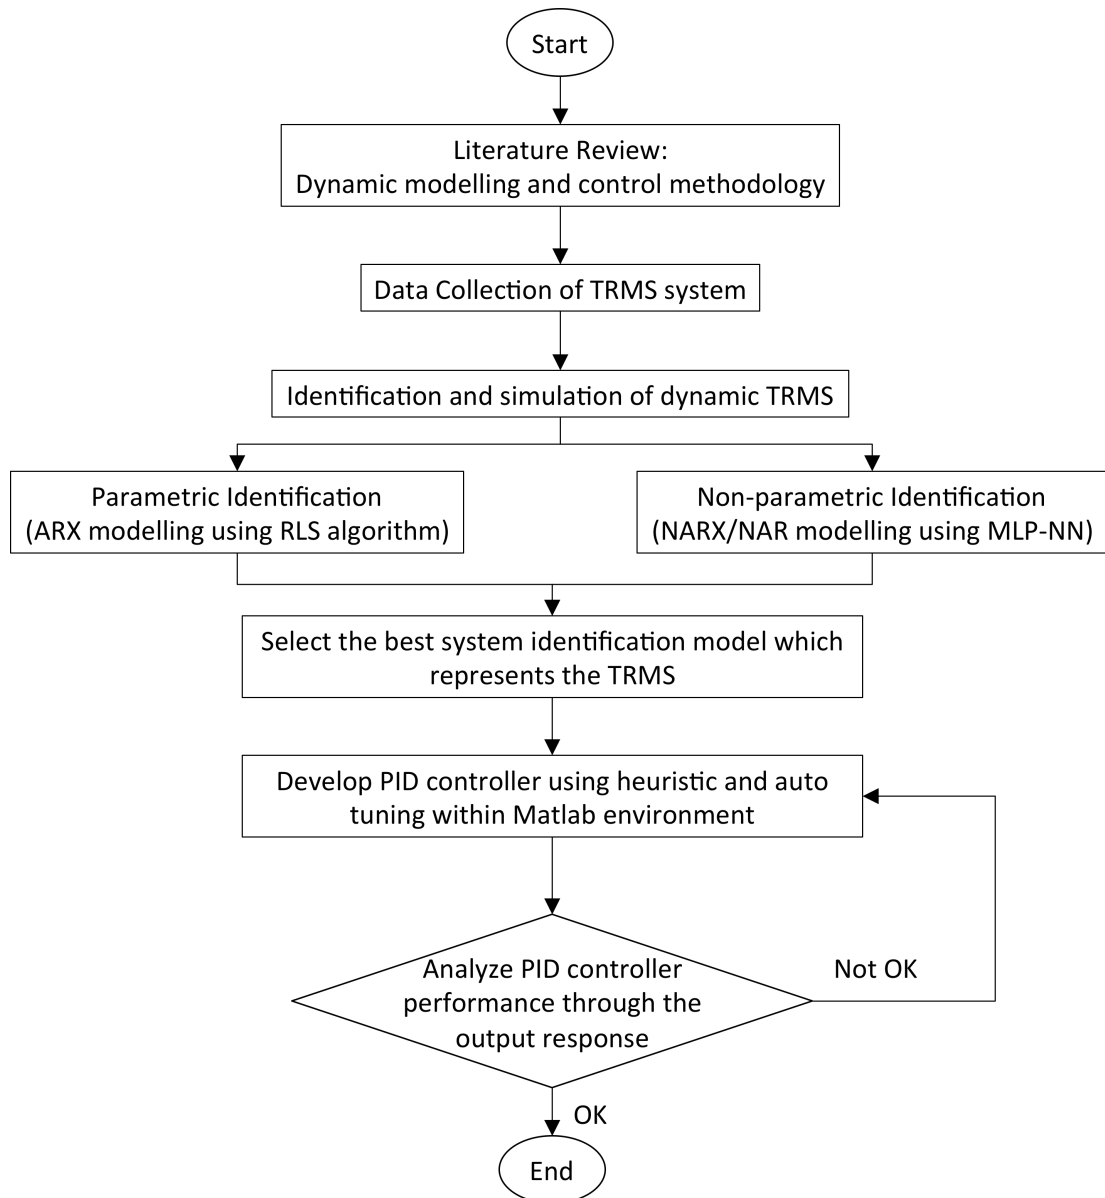 Start
Literature Review:
Dynamic modelling and control methodology
Data Collection of TRMS system
Identification and simulation of dynamic TRMS
Parametric Identification
(ARX modelling using RLS algorithm)
Non-parametric Identification
(NARX/NAR modelling using MLP-NN)
Select the best system identification model which
represents the TRMS
Develop PID controller using heuristic and auto
tuning within Matlab environment
Analyze PID controller
performance through the
output response
Not OK
OK
End